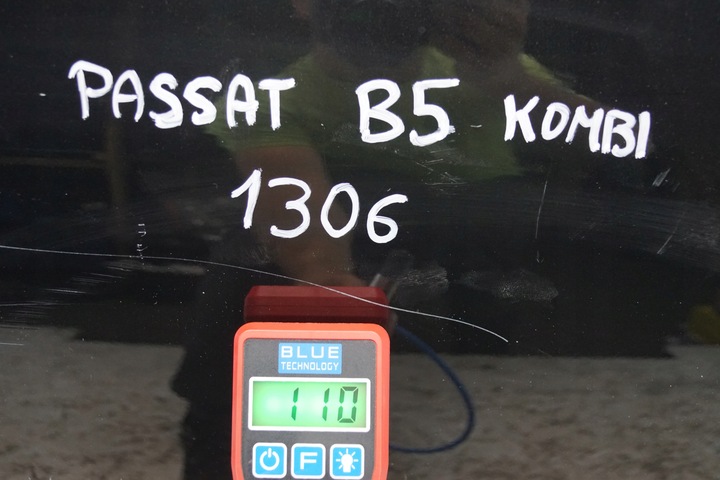 PASSAT B5 KOMBI
1306
BLUE
TECHNOLOGY
110
F